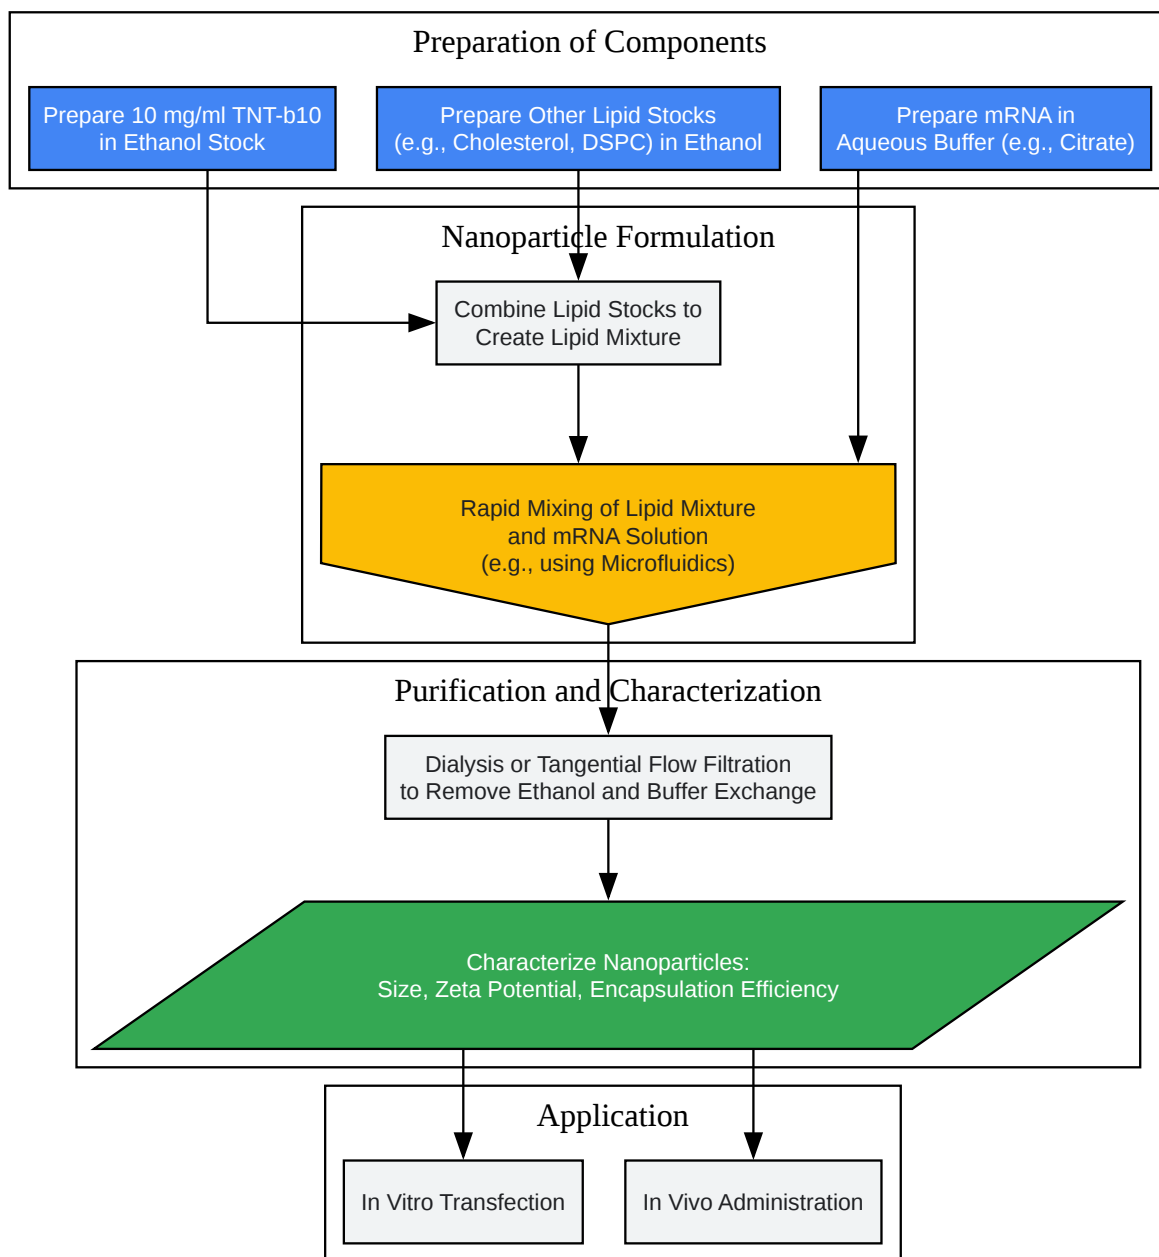 Preparation of Components
Prepare 10 mg/ml TNT-b10
in Ethanol Stock
Prepare Other Lipid Stocks
(e.g., Cholesterol, DSPC) in Ethanol
Prepare mRNA in
Aqueous Buffer (e.g., Citrate)
Nanoparticle Formulation
Combine Lipid Stocks to
Create Lipid Mixture
Rapid Mixing of Lipid Mixture
and mRNA Solution
(e.g., using Microfluidics)
Purification and Characterization
Dialysis or Tangential Flow Filtration
to Remove Ethanol and Buffer Exchange
Characterize Nanoparticles:
Size, Zeta Potential, Encapsulation Efficiency
Application
In Vitro Transfection
In Vivo Administration